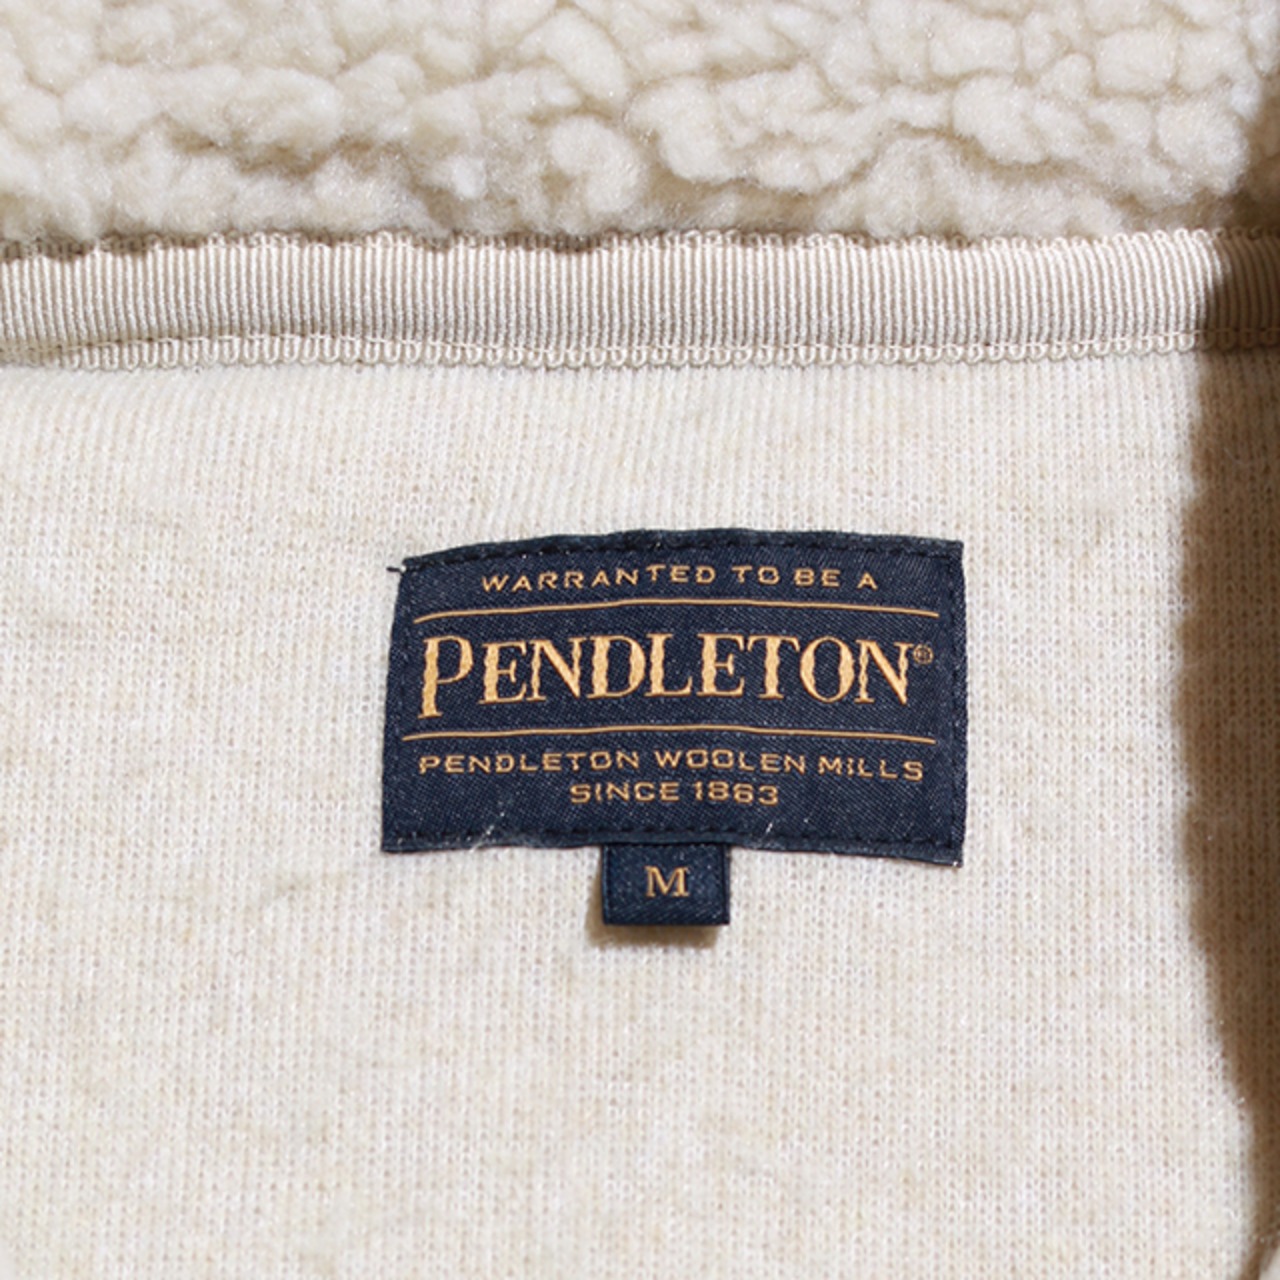 WARRANTED TO BE A
PENDLETON®
PENDLETON WOOLEN MILLS
SINCE 1863
M